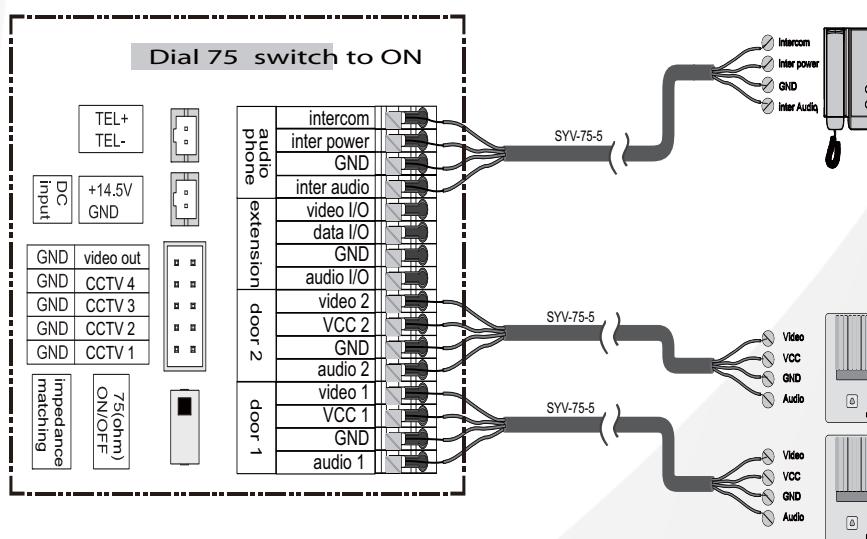 Dial 75 switch to ON
TEL+
TEL-
DC input
+14.5V
GND
GND video out
GND CCTV 4
GND CCTV 3
GND CCTV 2
GND CCTV 1
impedance matching
75(ohm)
ON/OFF
audio phone
intercom
inter power
GND
inter audio
extension
video I/O
data I/O
GND
audio I/O
door 2
video 2
VCC 2
GND
audio 2
door 1
video 1
VCC 1
GND
audio 1
SYV-75-5
Intercom
Inter power
GND
Inter Audio
SYV-75-5
Video
VCC
GND
Audio
SYV-75-5
Video
VCC
GND
Audio